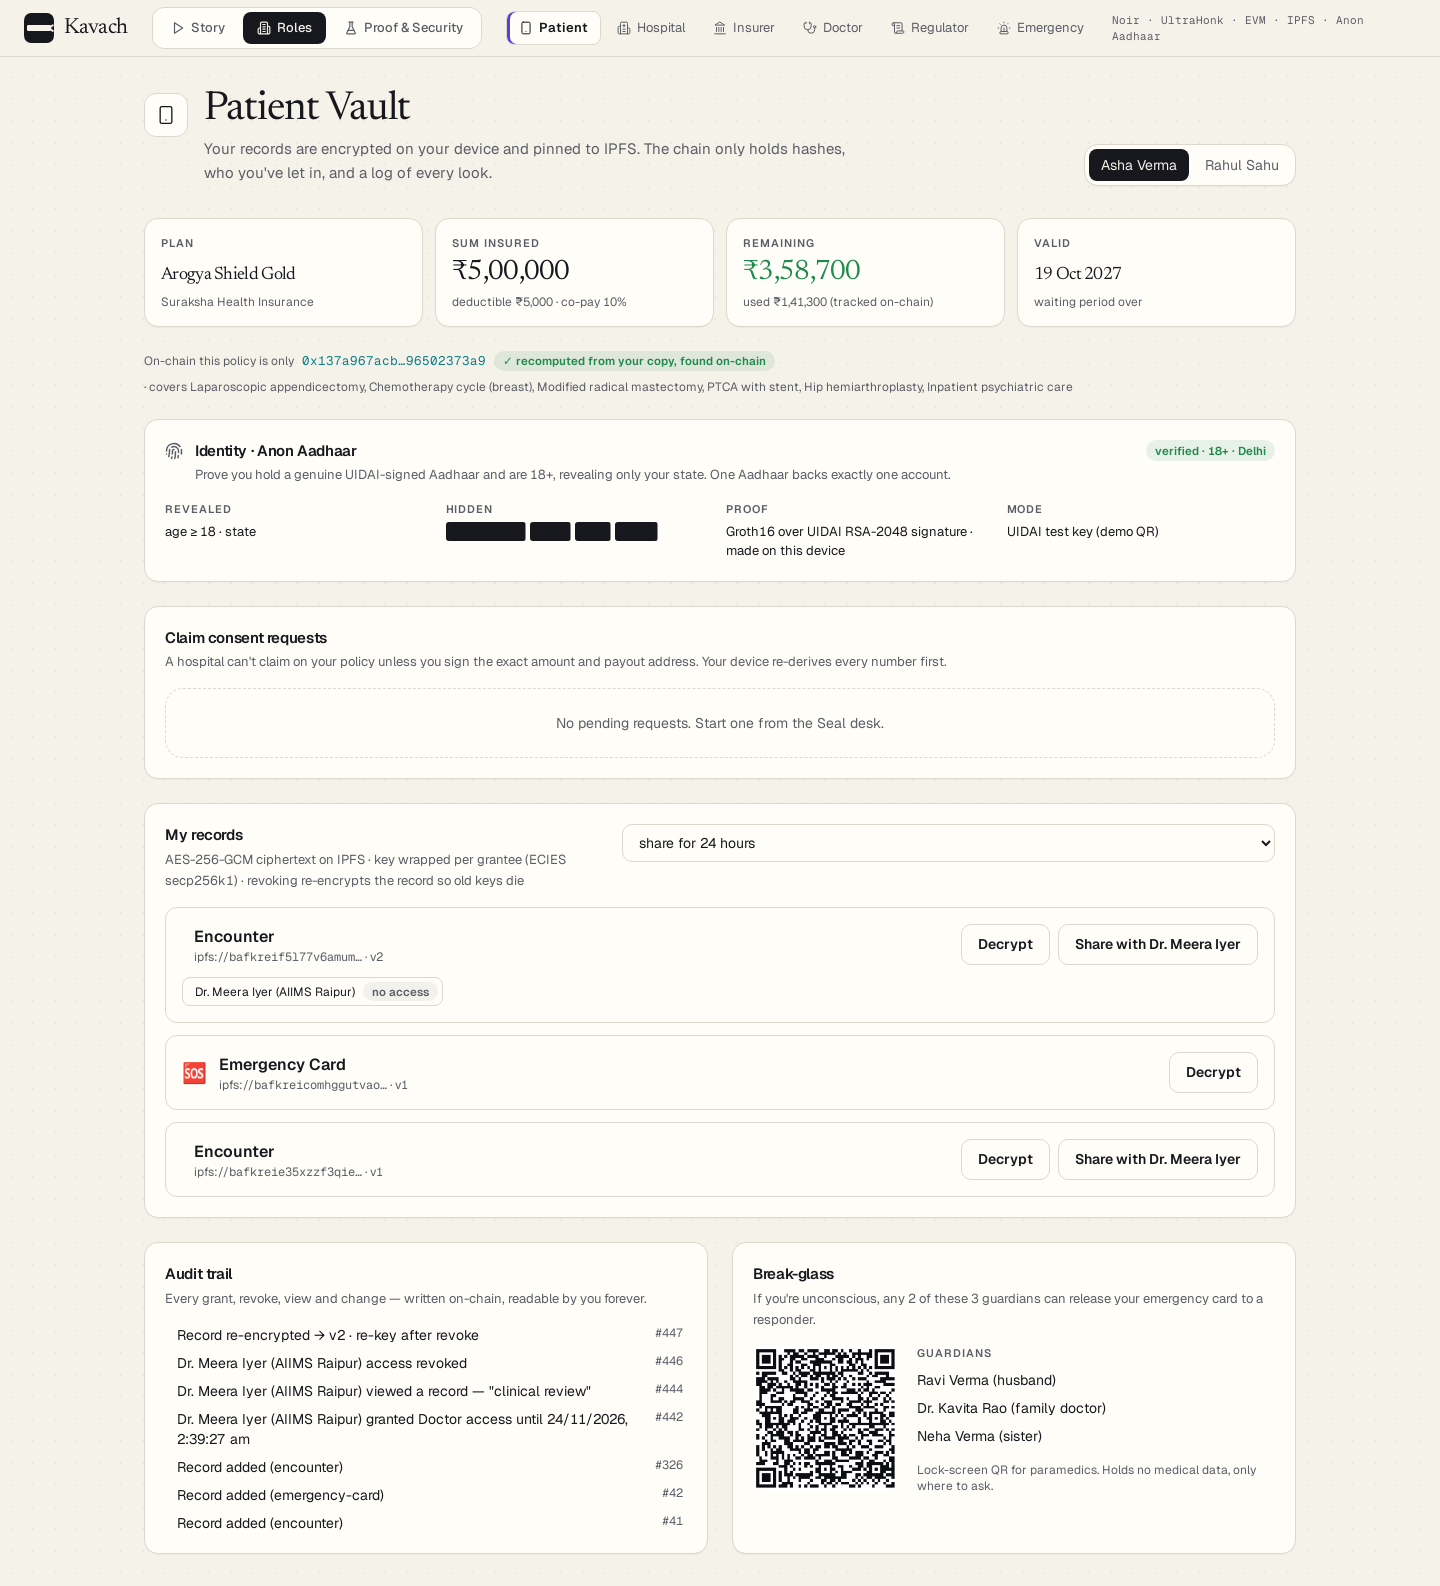 Kavach
Story
Roles
Proof & Security
Patient
Hospital
Insurer
Doctor
Regulator
Emergency
Noir · UltraHonk · EVM · IPFS · Anon
Aadhaar
Patient Vault
Your records are encrypted on your device and pinned to IPFS. The chain only holds hashes,
who you've let in, and a log of every look.
Asha Verma
Rahul Sahu
PLAN
Arogya Shield Gold
Suraksha Health Insurance
SUM INSURED
₹5,00,000
deductible ₹5,000 · co-pay 10%
REMAINING
₹3,58,700
used ₹1,41,300 (tracked on-chain)
VALID
19 Oct 2027
waiting period over
On-chain this policy is only 0x137a967acb…96502373a9 ✓ recomputed from your copy, found on-chain
· covers Laparoscopic appendicectomy, Chemotherapy cycle (breast), Modified radical mastectomy, PTCA with stent, Hip hemiarthroplasty, Inpatient psychiatric care
Identity · Anon Aadhaar
verified · 18+ · Delhi
Prove you hold a genuine UIDAI-signed Aadhaar and are 18+, revealing only your state. One Aadhaar backs exactly one account.
REVEALED
age ≥ 18 · state
HIDDEN
PROOF
Groth16 over UIDAI RSA-2048 signature ·
made on this device
MODE
UIDAI test key (demo QR)
Claim consent requests
A hospital can't claim on your policy unless you sign the exact amount and payout address. Your device re-derives every number first.
No pending requests. Start one from the Seal desk.
My records
AES-256-GCM ciphertext on IPFS · key wrapped per grantee (ECIES
secp256k1) · revoking re-encrypts the record so old keys die
share for 24 hours
Encounter
ipfs://bafkreif5l77v6amum… · v2
Decrypt
Share with Dr. Meera Iyer
Dr. Meera Iyer (AIIMS Raipur) no access
SOS
Emergency Card
ipfs://bafkreicomhggutvao… · v1
Decrypt
Encounter
ipfs://bafkreie35xzzf3qie… · v1
Decrypt
Share with Dr. Meera Iyer
Audit trail
Every grant, revoke, view and change — written on-chain, readable by you forever.
Record re-encrypted → v2 · re-key after revoke #447
Dr. Meera Iyer (AIIMS Raipur) access revoked #446
Dr. Meera Iyer (AIIMS Raipur) viewed a record — "clinical review" #444
Dr. Meera Iyer (AIIMS Raipur) granted Doctor access until 24/11/2026, #442
2:39:27 am
Record added (encounter) #326
Record added (emergency-card) #42
Record added (encounter) #41
Break-glass
If you're unconscious, any 2 of these 3 guardians can release your emergency card to a
responder.
GUARDIANS
Ravi Verma (husband)
Dr. Kavita Rao (family doctor)
Neha Verma (sister)
Lock-screen QR for paramedics. Holds no medical data, only
where to ask.